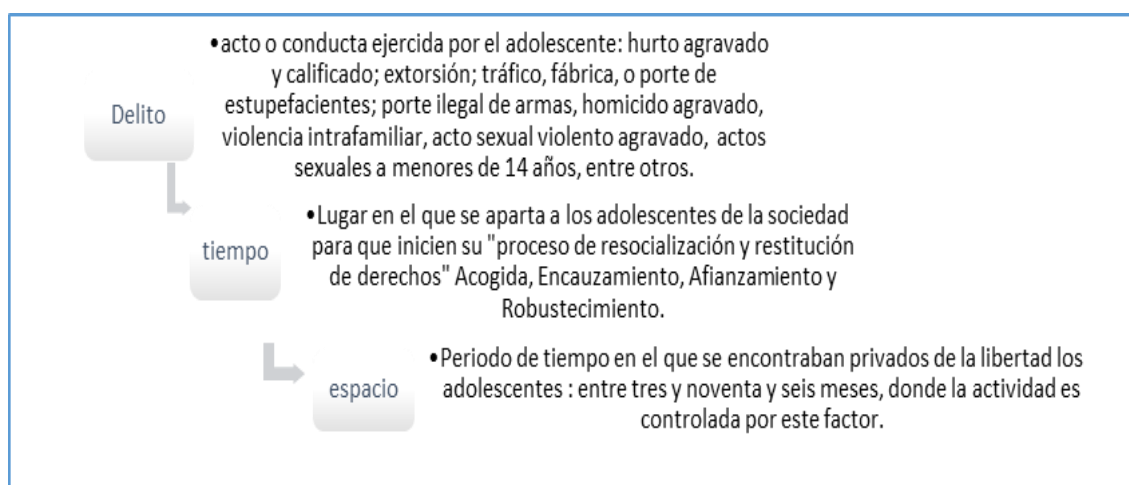 •acto o conducta ejercida por el adolescente: hurto agravado
y calificado; extorsión; tráfico, fábrica, o porte de
estupefacientes; porte ilegal de armas, homicido agravado,
violencia intrafamiliar, acto sexual violento agravado, actos
sexuales a menores de 14 años, entre otros.
Delito
•Lugar en el que se aparta a los adolescentes de la sociedad
para que inicien su "proceso de resocialización y restitución
de derechos" Acogida, Encauzamiento, Afianzamiento y
Robustecimiento.
tiempo
•Periodo de tiempo en el que se encontraban privados de la libertad los
adolescentes : entre tres y noventa y seis meses, donde la actividad es
controlada por este factor.
espacio